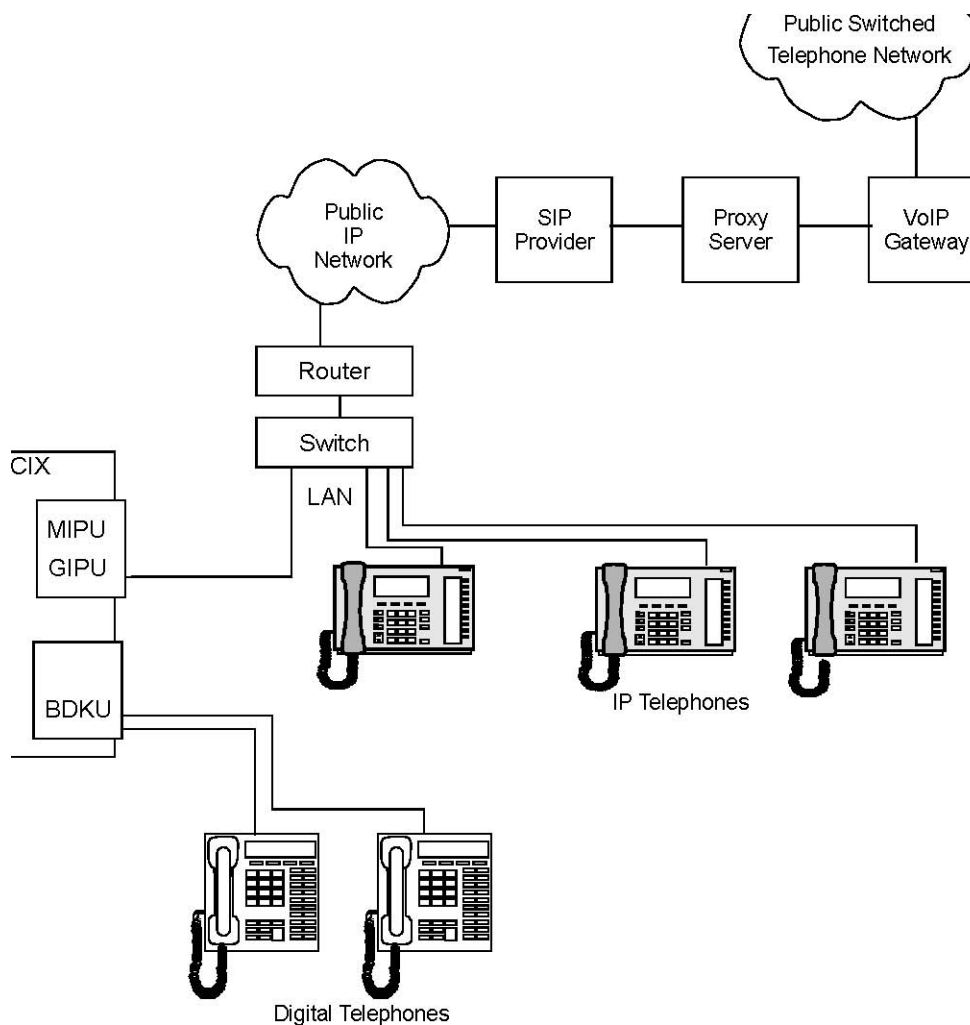 Public Switched
Telephone Network
Public
IP
Network
SIP
Provider
Proxy
Server
VoIP
Gateway
Router
Switch
CIX
LAN
MIPU
GIPU
BDKU
IP Telephones
Digital Telephones